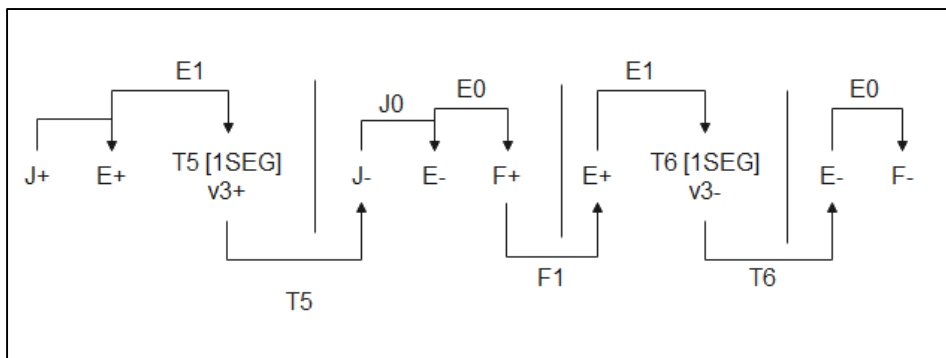 E1
E1
J0
E0
E0
J+ E+ T5 [1SEG] J- E- F+ E+ T6 [1SEG] E- F-
v3+ v3-
T5
F1
T6